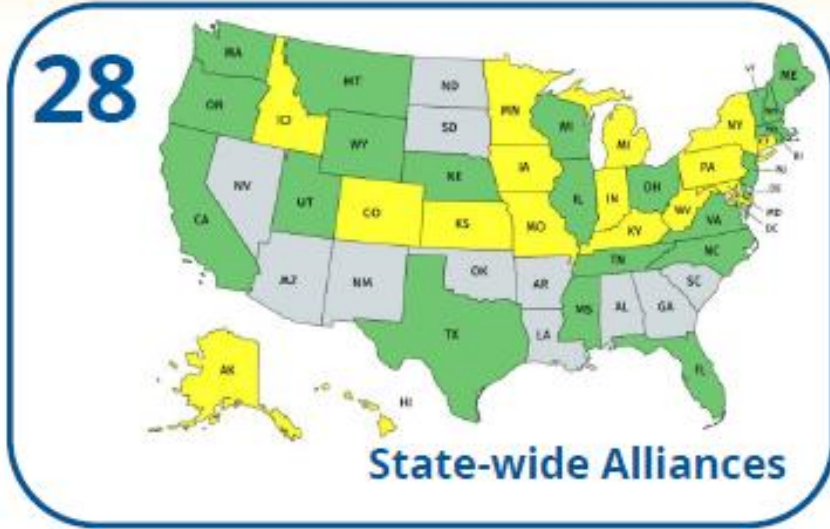 28
WA
ME
MT
ND
VT
OR
MN
ID
SD
WI
NY
MI
WY
RI
IA
PA
NE
NJ
NV
OH
IL
IN
DE
UT
CO
WV
MD
VA
CA
KS
MO
KY
DC
NC
TN
OK
AZ
NM
AR
SC
MS
AL
GA
TX
LA
AK
FL
HI
State-wide Alliances